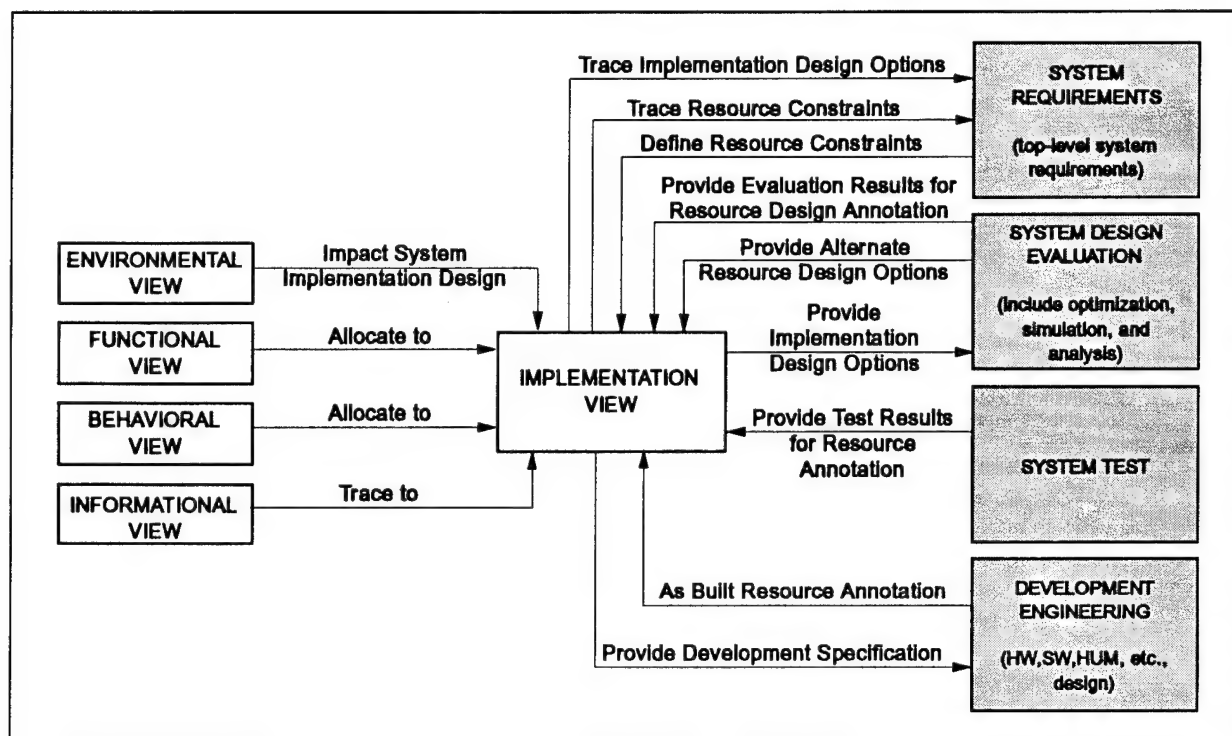 Trace Implementation Design Options
Trace Resource Constraints
Define Resource Constraints
Provide Evaluation Results for
Resource Design Annotation
Provide Alternate
Resource Design Options
Provide
Implementation
Design Options
Provide Test Results
for Resource
Annotation
As Built Resource Annotation
Provide Development Specification
ENVIRONMENTAL
VIEW
Impact System
Implementation Design
FUNCTIONAL
VIEW
Allocate to
BEHAVIORAL
VIEW
Allocate to
INFORMATIONAL
VIEW
Trace to
IMPLEMENTATION
VIEW
SYSTEM
REQUIREMENTS
(top-level system
requirements)
SYSTEM DESIGN
EVALUATION
(include optimization,
simulation, and
analysis)
SYSTEM TEST
DEVELOPMENT
ENGINEERING
(HW,SW,HUM, etc.,
design)